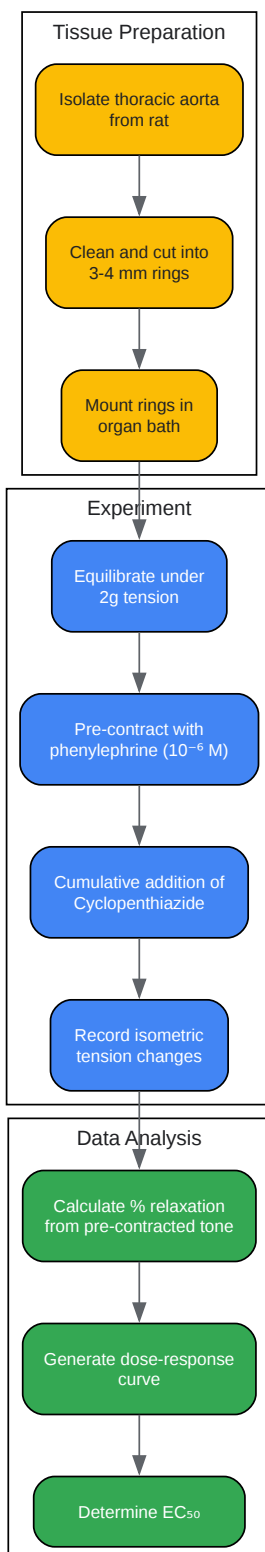 Tissue Preparation
Isolate thoracic aorta
from rat
Clean and cut into
3-4 mm rings
Mount rings in
organ bath
Experiment
Equilibrate under
2g tension
Pre-contract with
phenylephrine (10⁻⁶ M)
Cumulative addition of
Cyclopenthiazide
Record isometric
tension changes
Data Analysis
Calculate % relaxation
from pre-contracted tone
Generate dose-response
curve
Determine EC₅₀